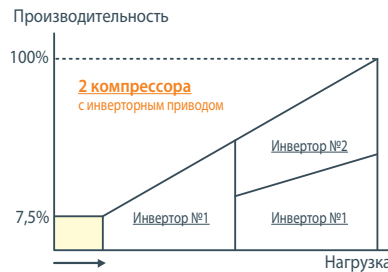 Производительность
100%
2 компрессора
с инверторным приводом
Инвертор №2
7,5%
Инвертор №1
Инвертор №1
Нагрузка